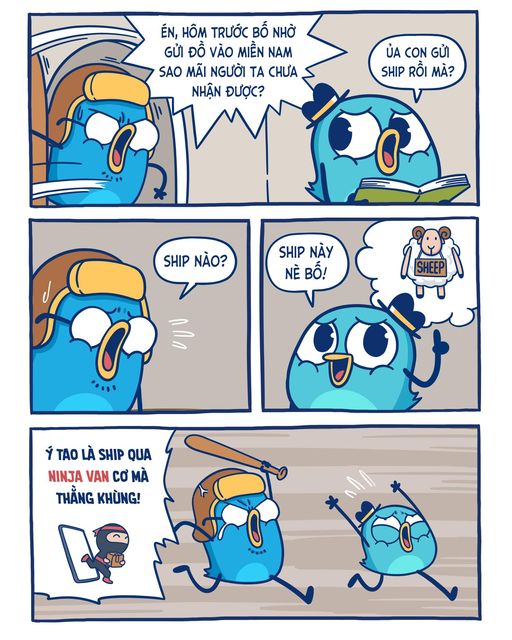 ÉN, HÔM TRƯỚC BỐ NHỜ
GỬI ĐỒ VÀO MIỀN NAM
SAO MÃI NGƯỜI TA CHƯA
NHẬN ĐƯỢC?
ỦA CON GỬI
SHIP RỒI MÀ?
SHIP NÀO?
SHIP NÀY
NÈ BỐ!
SHEEP
Ý TAO LÀ SHIP QUA
NINJA VAN CƠ MÀ
THẰNG KHÙNG!